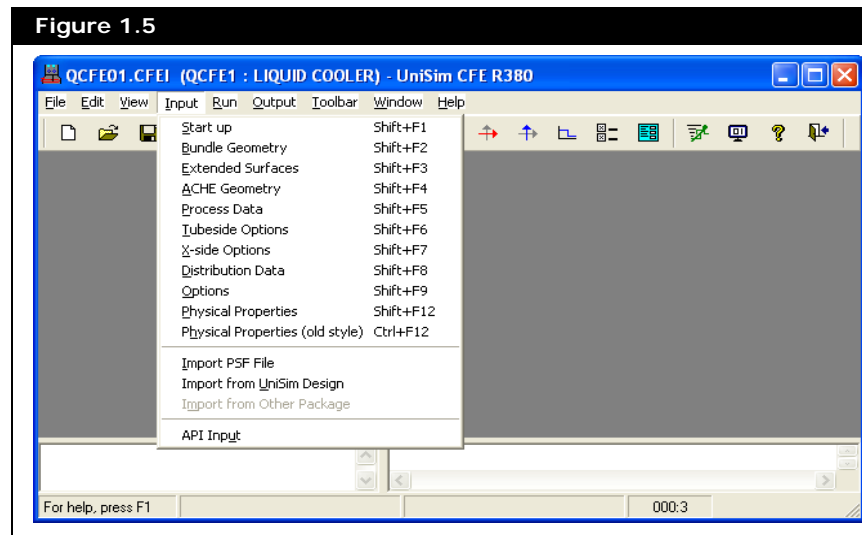 Figure 1.5
QCFE01.CFEI (QCFE1 : LIQUID COOLER) - UniSim CFE R380
File Edit View Input Run Output Toolbar Window Help
Start up Shift+F1
Bundle Geometry Shift+F2
Extended Surfaces Shift+F3
ACHE Geometry Shift+F4
Process Data Shift+F5
Tubeside Options Shift+F6
X-side Options Shift+F7
Distribution Data Shift+F8
Options Shift+F9
Physical Properties Shift+F12
Physical Properties (old style) Ctrl+F12
Import PSF File
Import from UniSim Design
Import from Other Package
API Input
For help, press F1 000:3